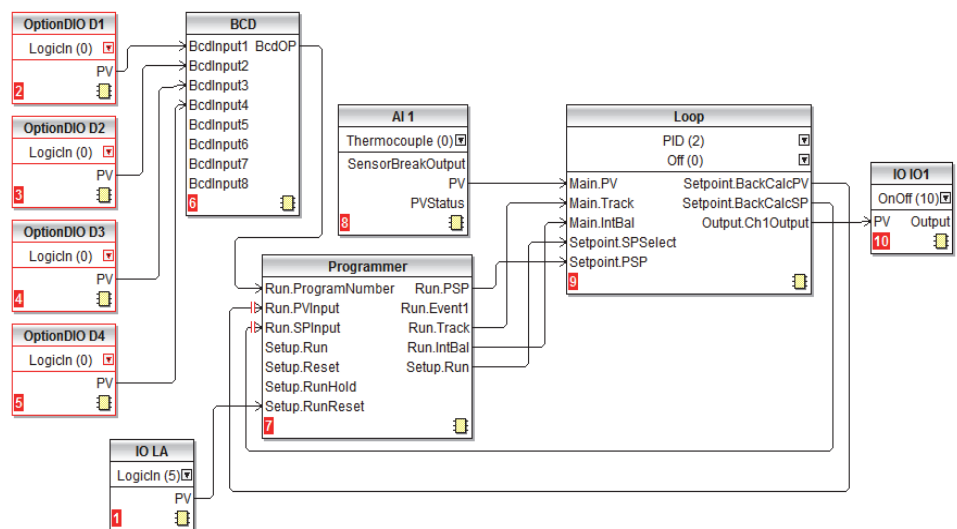 OptionDIO D1
LogicIn (0)
PV
2
OptionDIO D2
LogicIn (0)
PV
3
OptionDIO D3
LogicIn (0)
PV
4
OptionDIO D4
LogicIn (0)
PV
5
IO LA
LogicIn (5)
PV
1
BCD
BcdInput1 BcdOP
BcdInput2
BcdInput3
BcdInput4
BcdInput5
BcdInput6
BcdInput7
BcdInput8
6
AI 1
Thermocouple (0)
SensorBreakOutput
PV
PVStatus
8
Programmer
Run.ProgramNumber Run.PSP
Run.PVInput Run.Event1
Run.SPInput Run.Track
Setup.Run Run.IntBal
Setup.Reset Setup.Run
Setup.RunHold
Setup.RunReset
7
Loop
PID (2)
Off (0)
Main.PV Setpoint.BackCalcPV
Main.Track Setpoint.BackCalcSP
Main.IntBal Output.Ch1Output
Setpoint.SPSelect
Setpoint.PSP
9
IO IO1
OnOff (10)
PV Output
10